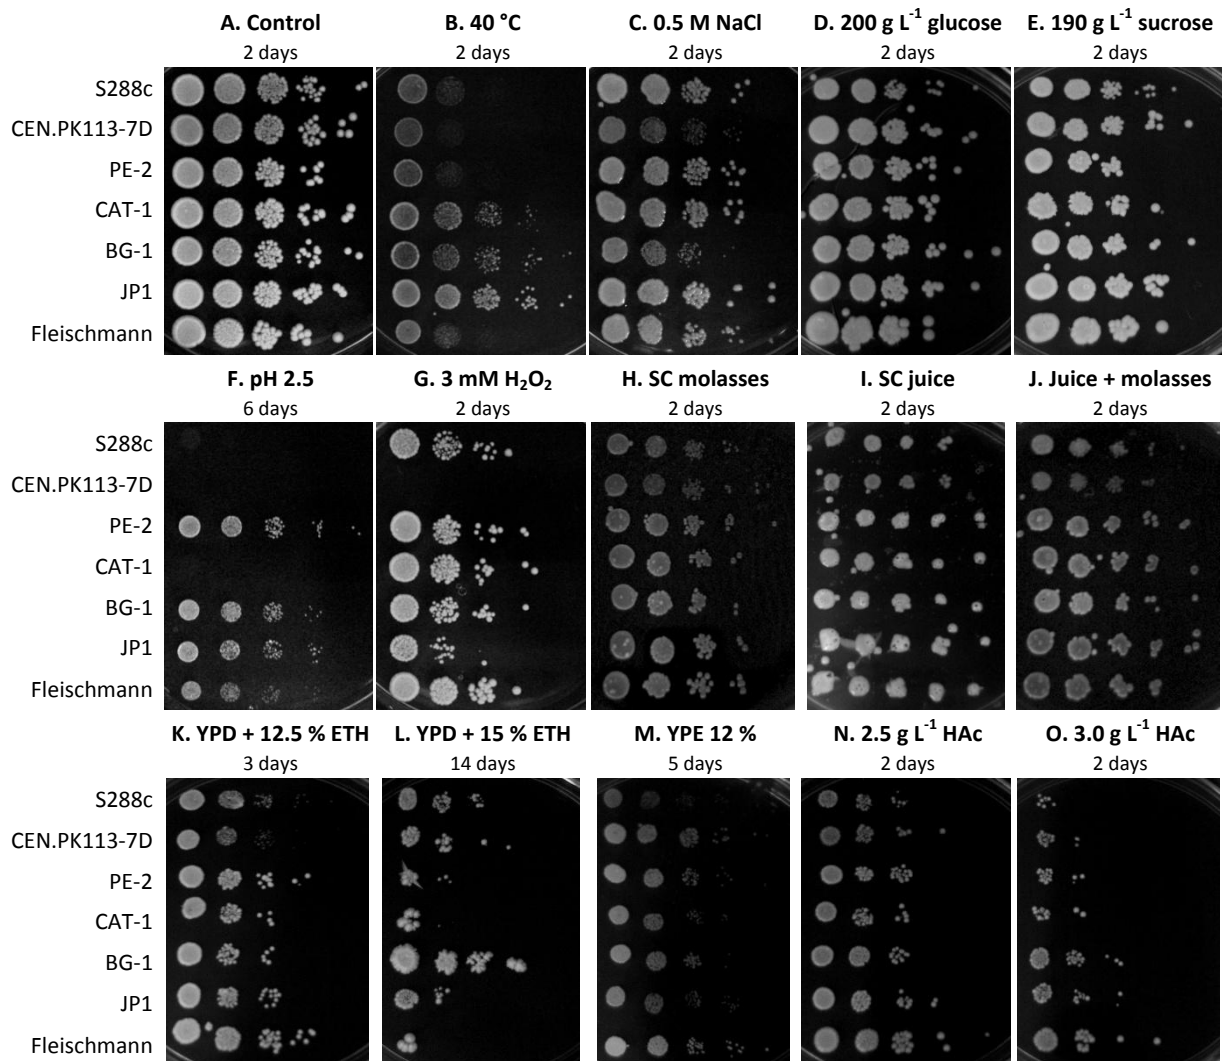 A. Control B. 40 °C C. 0.5 M NaCl D. 200 g L⁻¹ glucose E. 190 g L⁻¹ sucrose
2 days 2 days 2 days 2 days 2 days
S288c
CEN.PK113-7D
PE-2
CAT-1
BG-1
JP1
Fleischmann
F. pH 2.5 G. 3 mM H₂O₂ H. SC molasses I. SC juice J. Juice + molasses
6 days 2 days 2 days 2 days 2 days
S288c
CEN.PK113-7D
PE-2
CAT-1
BG-1
JP1
Fleischmann
K. YPD + 12.5 % ETH L. YPD + 15 % ETH M. YPE 12 % N. 2.5 g L⁻¹ HAc O. 3.0 g L⁻¹ HAc
3 days 14 days 5 days 2 days 2 days
S288c
CEN.PK113-7D
PE-2
CAT-1
BG-1
JP1
Fleischmann